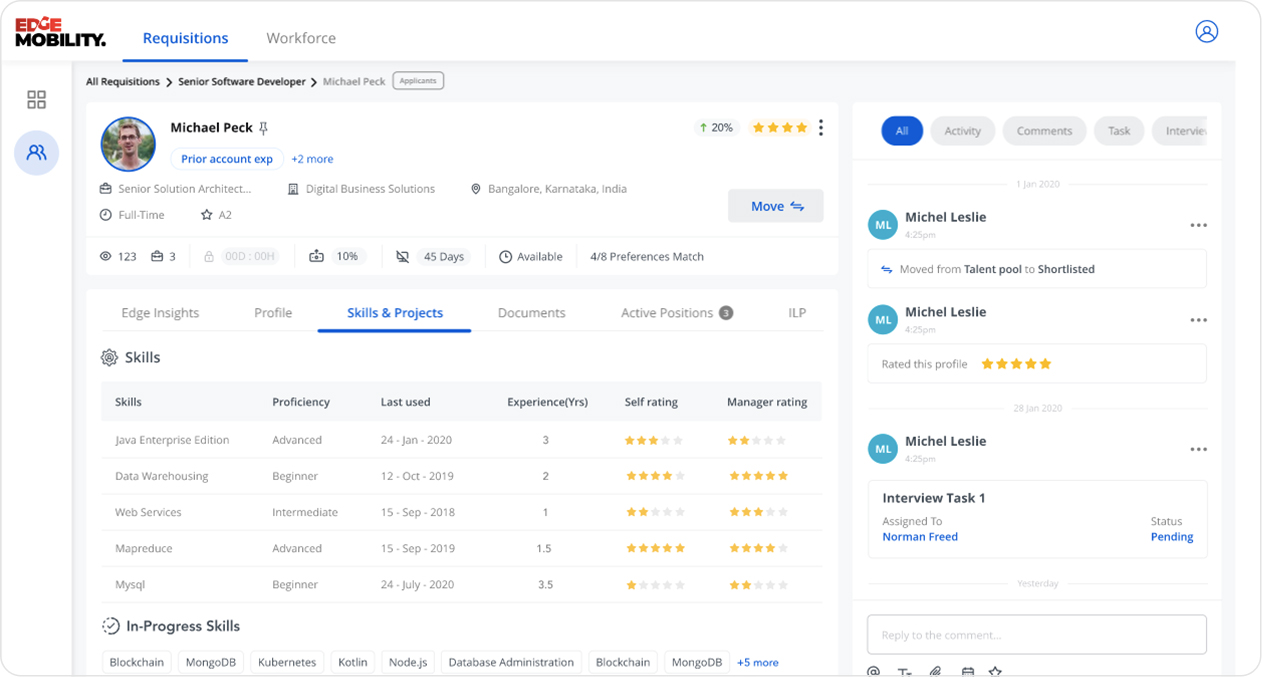 EDGE
MOBILITY.
Requisitions Workforce
All Requisitions > Senior Software Developer > Michael Peck Applicants
Michael Peck
20%
Prior account exp +2 more
Senior Solution Architect... Digital Business Solutions Bangalore, Karnataka, India
Full-Time A2
Move
123 3 00D : 00H 10% 45 Days Available 4/8 Preferences Match
Edge Insights Profile Skills & Projects Documents Active Positions 3 ILP
Skills
Skills Proficiency Last used Experience(Yrs) Self rating Manager rating
Java Enterprise Edition Advanced 24 - Jan - 2020 3
Data Warehousing Beginner 12 - Oct - 2019 2
Web Services Intermediate 15 - Sep - 2018 1
Mapreduce Advanced 15 - Sep - 2019 1.5
Mysql Beginner 24 - July - 2020 3.5
In-Progress Skills
Blockchain MongoDB Kubernetes Kotlin Node.js Database Administration Blockchain MongoDB +5 more
All Activity Comments Task Intervie
1 Jan 2020
ML Michel Leslie
4:25pm
Moved from Talent pool to Shortlisted
ML Michel Leslie
4:25pm
Rated this profile
28 Jan 2020
ML Michel Leslie
4:25pm
Interview Task 1
Assigned To Status
Norman Freed Pending
Yesterday
Reply to the comment...